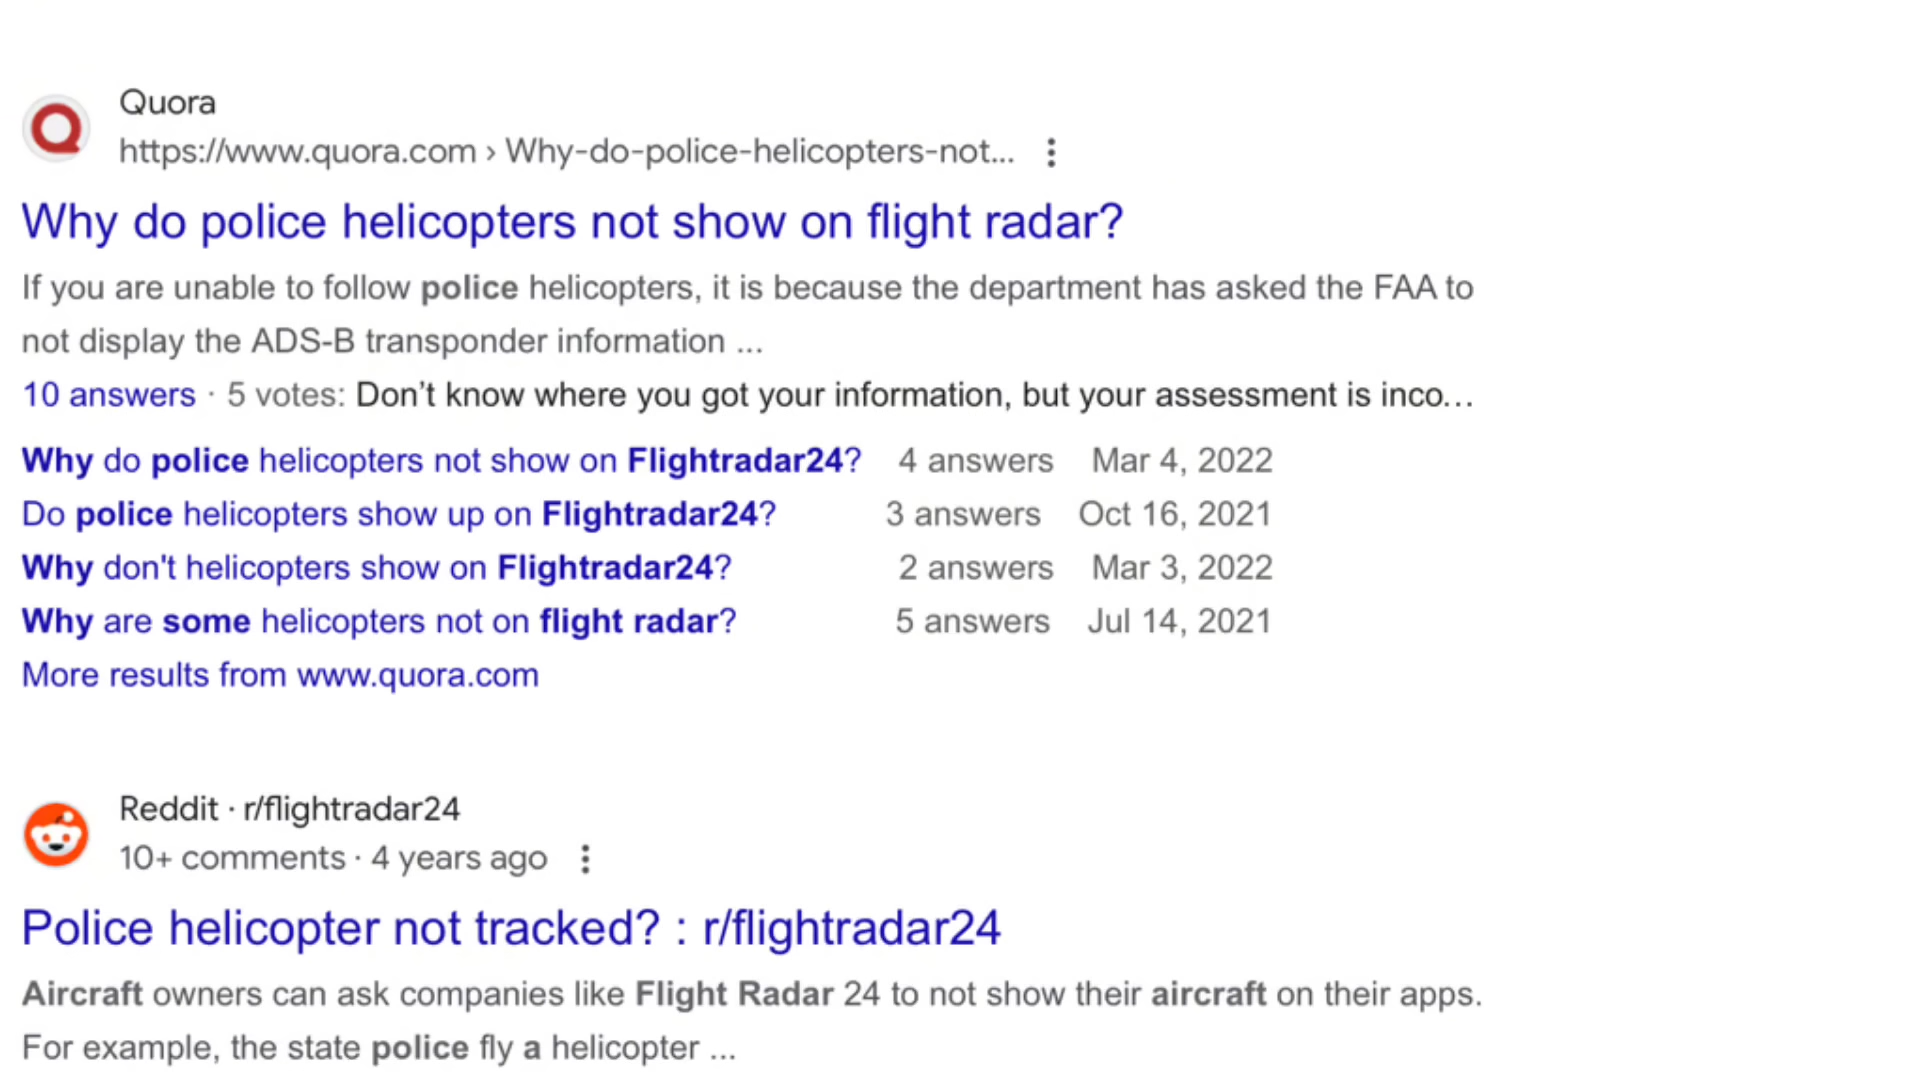 Quora
https://www.quora.com › Why-do-police-helicopters-not...
Why do police helicopters not show on flight radar?
If you are unable to follow police helicopters, it is because the department has asked the FAA to
not display the ADS-B transponder information ...
10 answers · 5 votes: Don't know where you got your information, but your assessment is inco...
Why do police helicopters not show on Flightradar24? 4 answers Mar 4, 2022
Do police helicopters show up on Flightradar24? 3 answers Oct 16, 2021
Why don't helicopters show on Flightradar24? 2 answers Mar 3, 2022
Why are some helicopters not on flight radar? 5 answers Jul 14, 2021
More results from www.quora.com
Reddit · r/flightradar24
10+ comments · 4 years ago
Police helicopter not tracked? : r/flightradar24
Aircraft owners can ask companies like Flight Radar 24 to not show their aircraft on their apps.
For example, the state police fly a helicopter ...